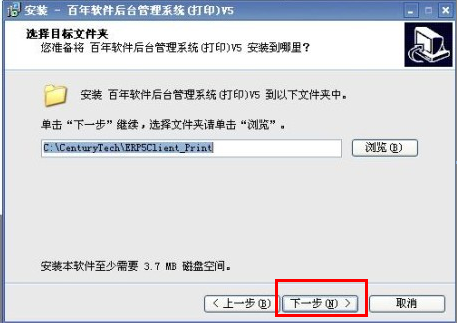 安装 - 百年软件后台管理系统(打印)V5
选择目标文件夹
您准备将 百年软件后台管理系统(打印)V5 安装到哪里？
安装 百年软件后台管理系统(打印)V5 到以下文件夹中。
单击“下一步”继续，选择文件夹请单击“浏览”。
C:\CenturyTech\ERP5Client_Print
浏览(B)
安装本软件至少需要 3.7 MB 磁盘空间。
< 上一步(B)
下一步(N) >
取消